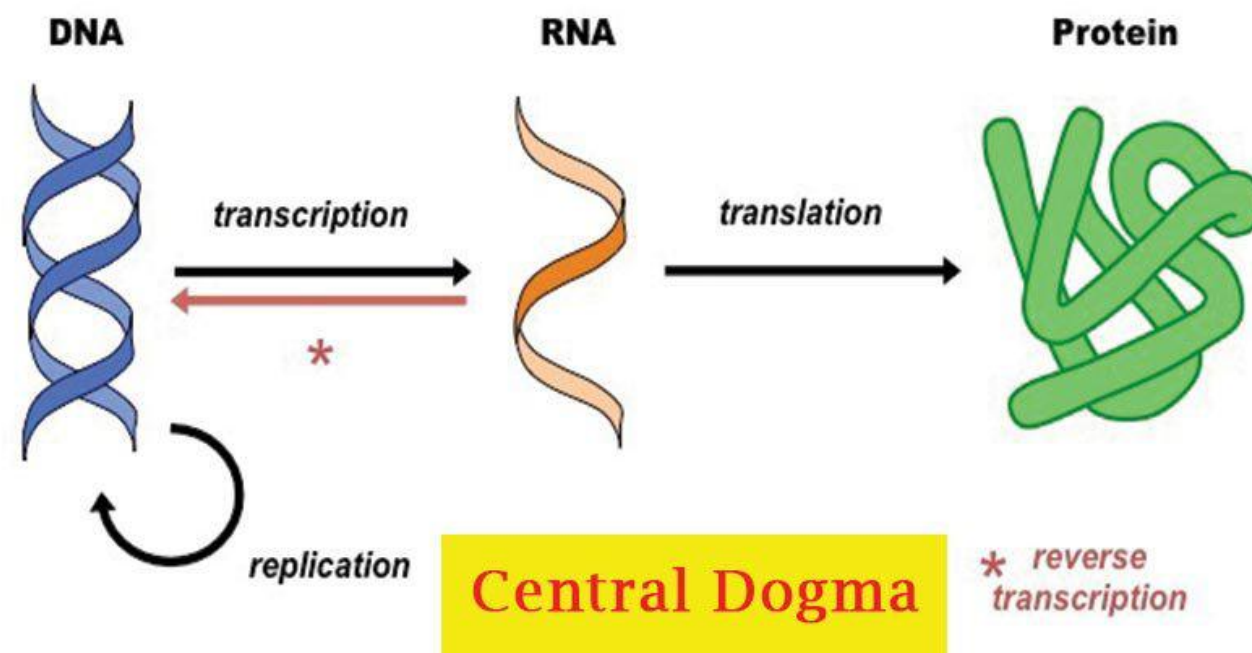 DNA
RNA
Protein
transcription
translation
*
replication
Central Dogma
* reverse
transcription